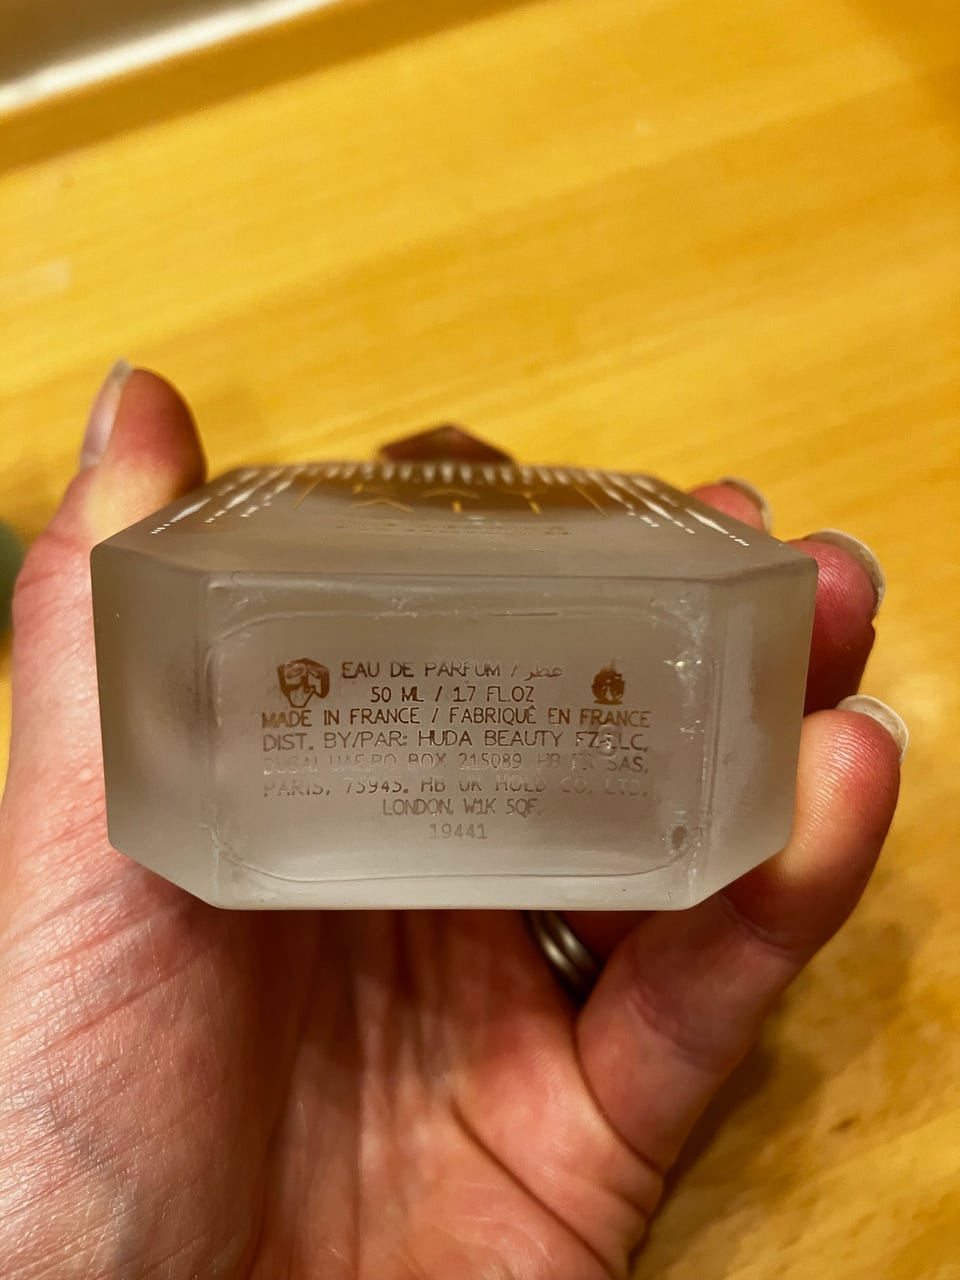 KAYALI
EAU DE PARFUM / عطر
50 ML / 1.7 FL.OZ
MADE IN FRANCE / FABRIQUÉ EN FRANCE
DIST. BY/PAR: HUDA BEAUTY FZ-LLC,
DUBAI UAE.PO BOX 215089. HB FR SAS,
PARIS, 75945. HB UK HOLD CO. LTD,
LONDON, W1K 5QF.
19441